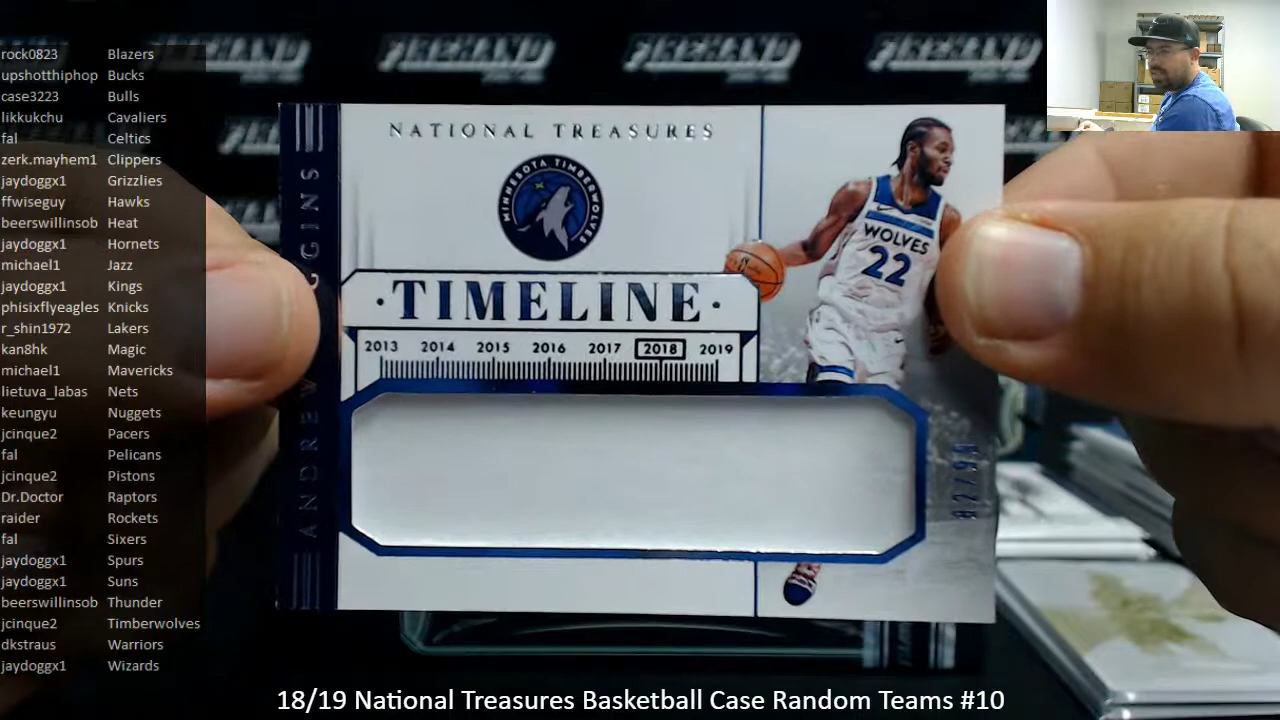 rock0823 Blazers
upshotthiphop Bucks
case3223 Bulls
likkukchu Cavaliers
fal Celtics
zerk.mayhem1 Clippers
jaydoggx1 Grizzlies
ffwiseguy Hawks
beerswillinsob Heat
jaydoggx1 Hornets
michael1 Jazz
jaydoggx1 Kings
phisixflyeagles Knicks
r_shin1972 Lakers
kan8hk Magic
michael1 Mavericks
lietuva_labas Nets
keungyu Nuggets
jcinque2 Pacers
fal Pelicans
jcinque2 Pistons
Dr.Doctor Raptors
raider Rockets
fal Sixers
jaydoggx1 Spurs
jaydoggx1 Suns
beerswillinsob Thunder
jcinque2 Timberwolves
dkstraus Warriors
jaydoggx1 Wizards
NATIONAL TREASURES
MINNESOTA TIMBERWOLVES
·TIMELINE·
2013 2014 2015 2016 2017 2018 2019
WOLVES
22
ANDREW
82/99
18/19 National Treasures Basketball Case Random Teams #10